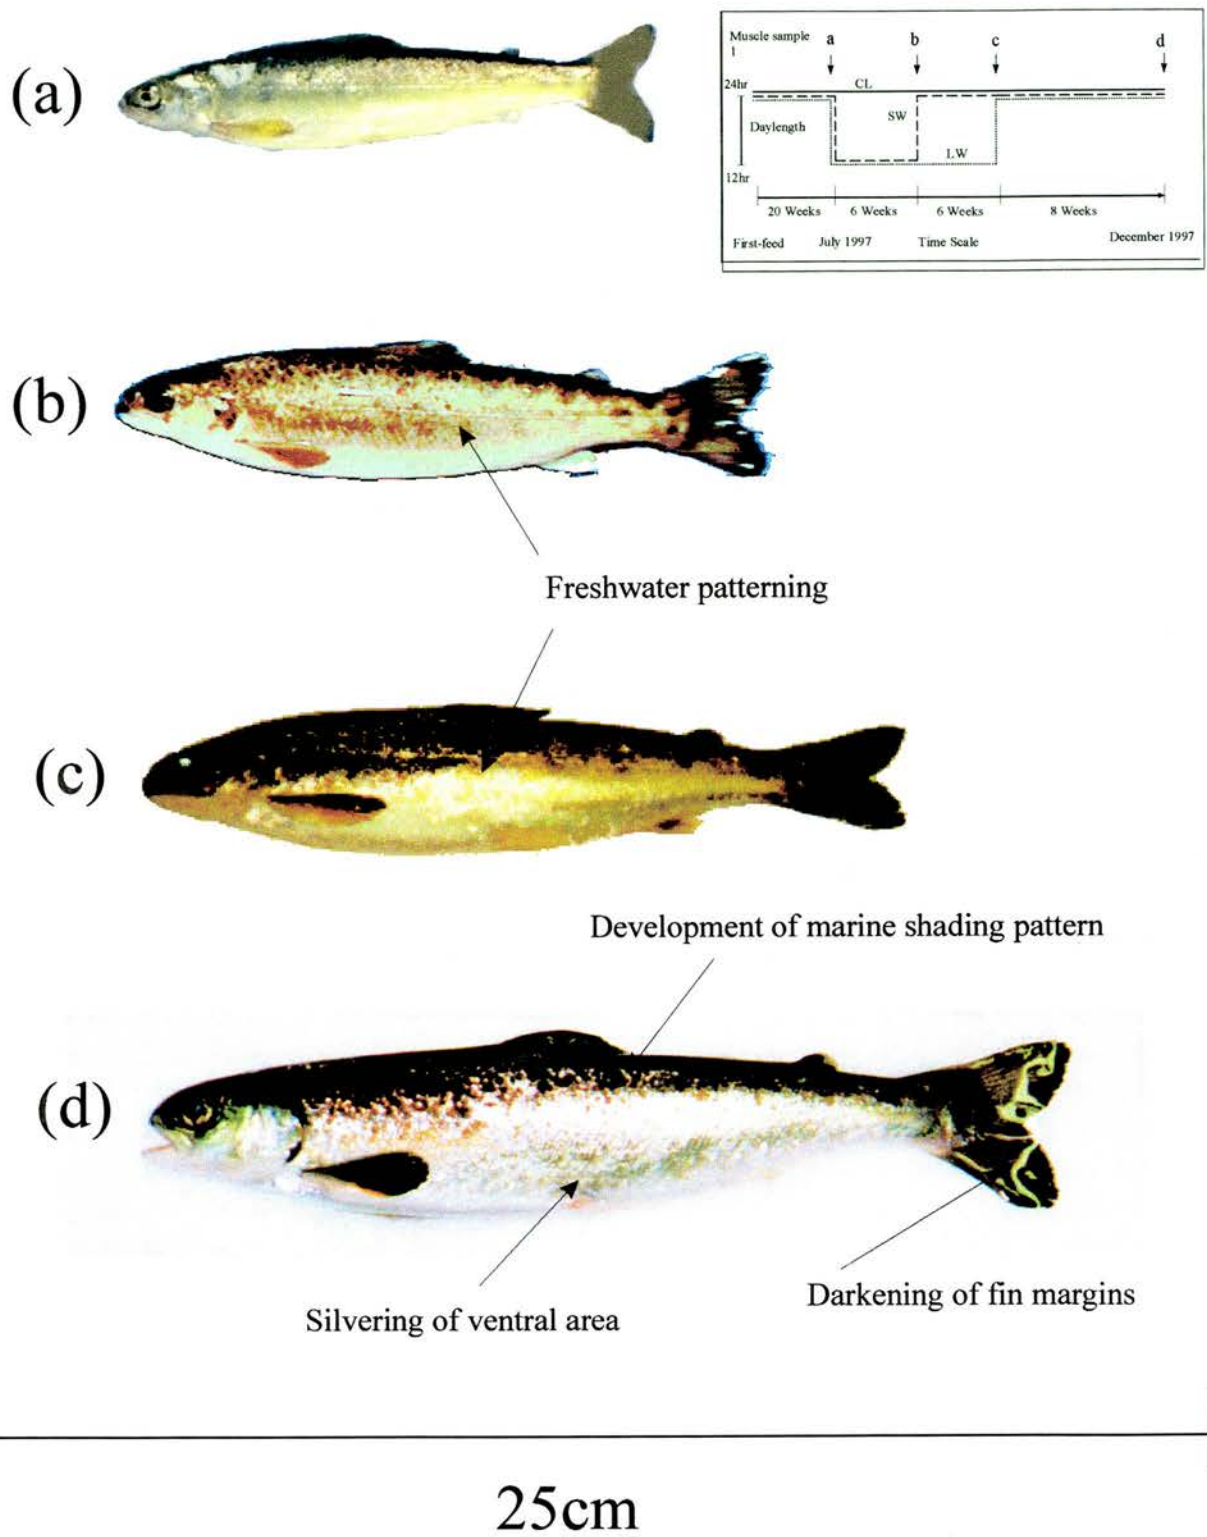 (a)
Muscle sample
1
a b c d
24hr
CL
SW
Daylength
LW
12hr
20 Weeks 6 Weeks 6 Weeks 8 Weeks
First-feed July 1997 Time Scale December 1997
(b)
Freshwater patterning
(c)
Development of marine shading pattern
(d)
Darkening of fin margins
Silvering of ventral area
25cm